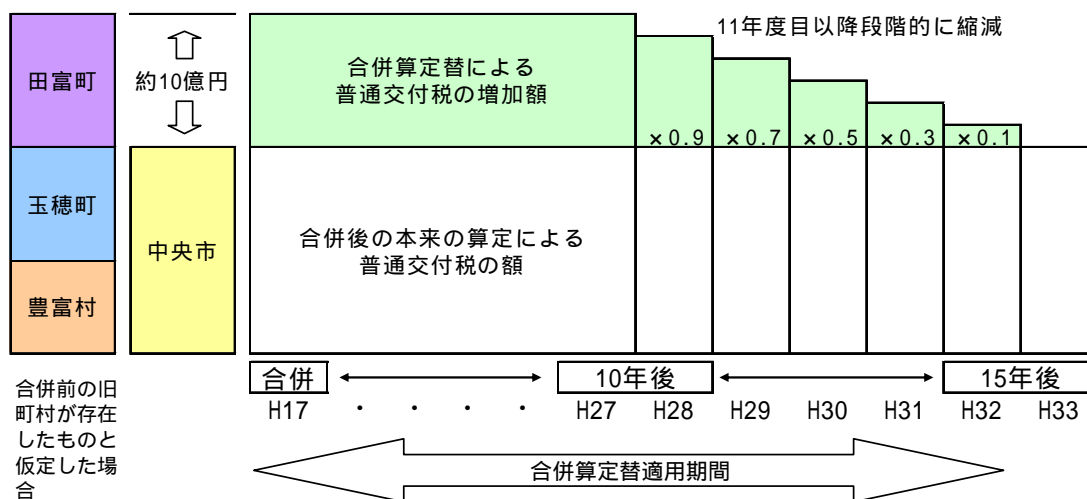 11年度目以降段階的に縮減
田富町
約10億円
合併算定替による
普通交付税の増加額
×0.9
×0.7
×0.5
×0.3
×0.1
玉穂町
豊富村
中央市
合併後の本来の算定による
普通交付税の額
合併
10年後
15年後
H17
・
・
・
・
H27
H28
H29
H30
H31
H32
H33
合併前の旧
町村が存在
したものと
仮定した場
合
合併算定替適用期間